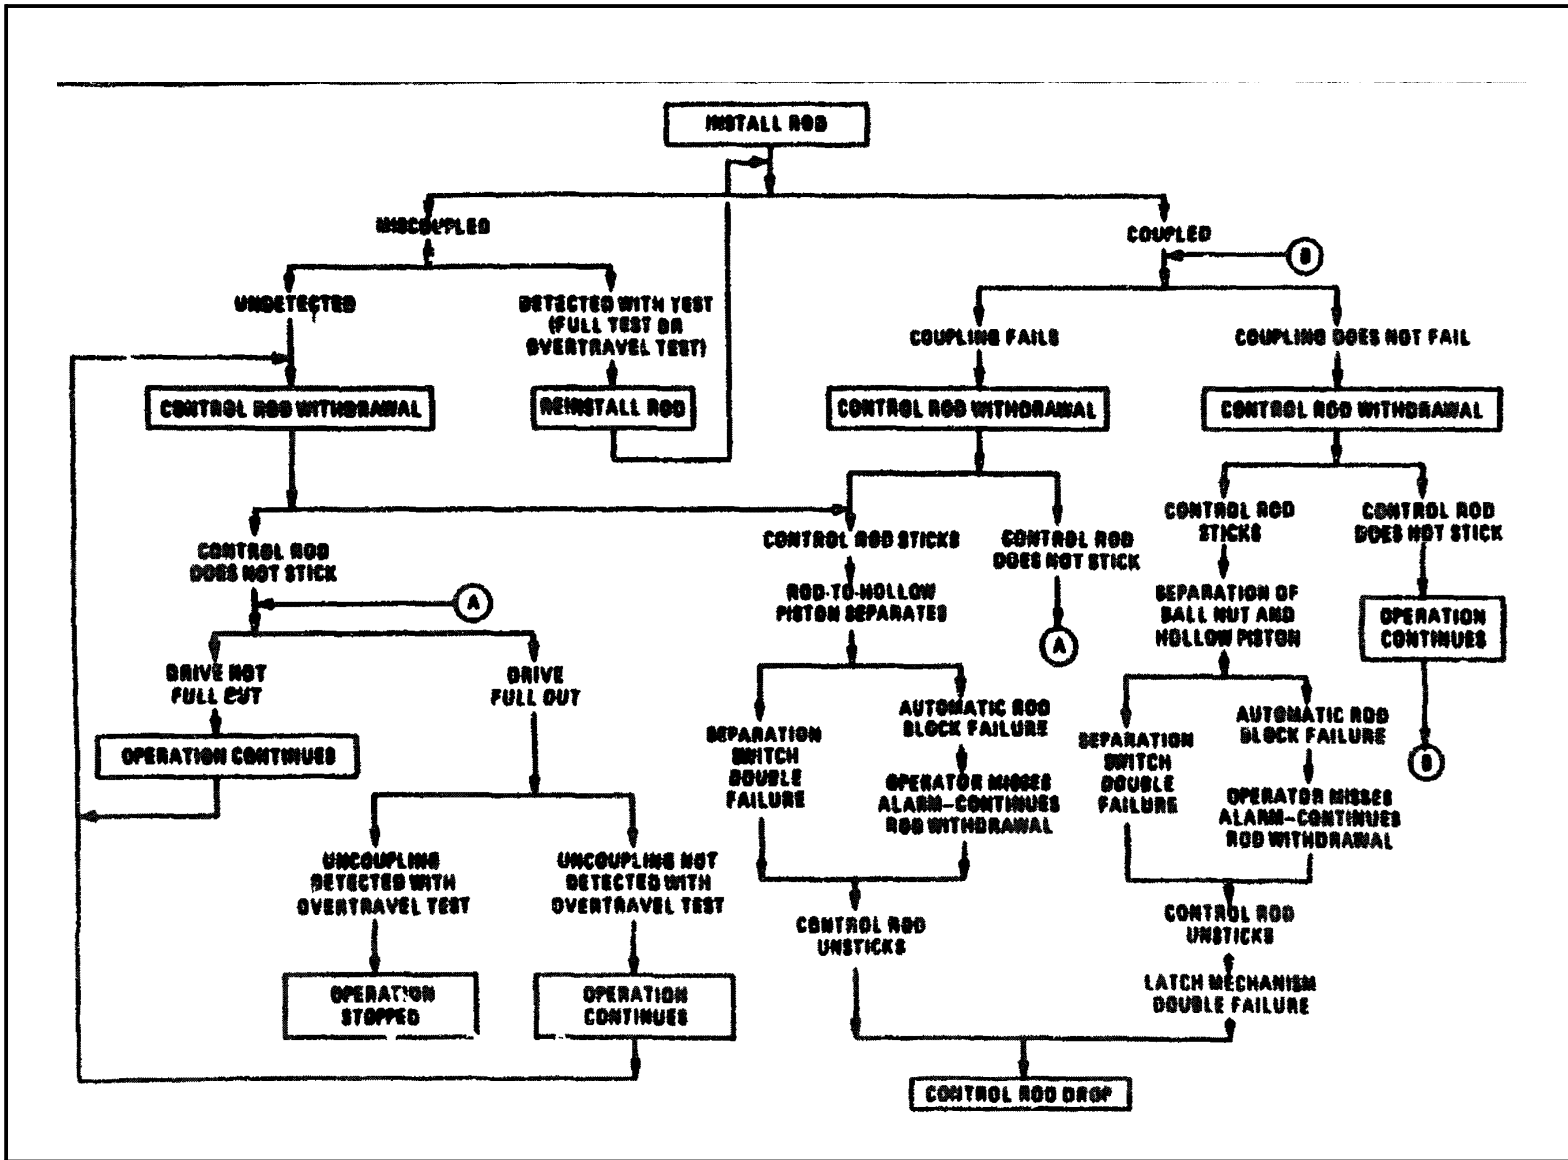 INSTALL ROD
MISCOUPLED
COUPLED
B
UNDETECTED
DETECTED WITH TEST
(FULL TEST OR
OVERTRAVEL TEST)
COUPLING FAILS
COUPLING DOES NOT FAIL
CONTROL ROD WITHDRAWAL
REINSTALL ROD
CONTROL ROD WITHDRAWAL
CONTROL ROD WITHDRAWAL
CONTROL ROD
DOES NOT STICK
CONTROL ROD STICKS
CONTROL ROD
DOES NOT STICK
CONTROL ROD
STICKS
CONTROL ROD
DOES NOT STICK
A
ROD-TO-HOLLOW
PISTON SEPARATES
A
SEPARATION OF
BALL NUT AND
HOLLOW PISTON
OPERATION
CONTINUES
DRIVE NOT
FULL OUT
DRIVE
FULL OUT
OPERATION CONTINUES
SEPARATION
SWITCH
DOUBLE
FAILURE
AUTOMATIC ROD
BLOCK FAILURE
OPERATOR MISSES
ALARM–CONTINUES
ROD WITHDRAWAL
SEPARATION
SWITCH
DOUBLE
FAILURE
AUTOMATIC ROD
BLOCK FAILURE
OPERATOR MISSES
ALARM–CONTINUES
ROD WITHDRAWAL
B
UNCOUPLING
DETECTED WITH
OVERTRAVEL TEST
UNCOUPLING NOT
DETECTED WITH
OVERTRAVEL TEST
CONTROL ROD
UNSTICKS
CONTROL ROD
UNSTICKS
OPERATION
STOPPED
OPERATION
CONTINUES
LATCH MECHANISM
DOUBLE FAILURE
CONTROL ROD DROP